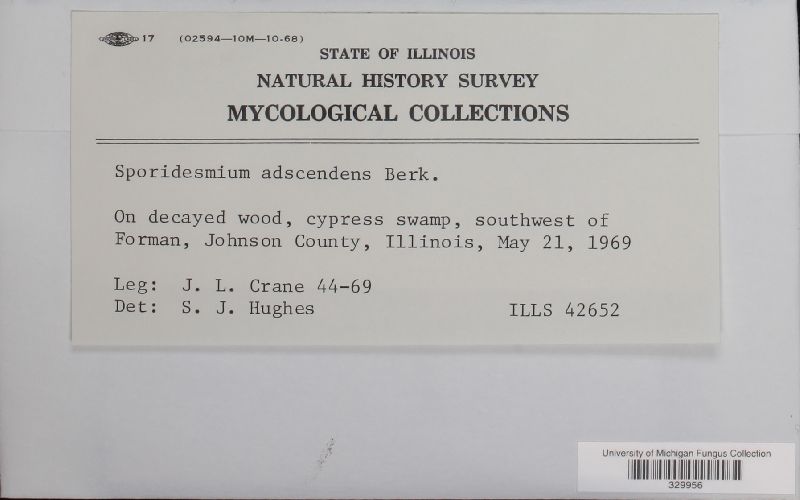 17 (02594—10M—10-68)
STATE OF ILLINOIS
NATURAL HISTORY SURVEY
MYCOLOGICAL COLLECTIONS
Sporidesmium adscendens Berk.
On decayed wood, cypress swamp, southwest of
Forman, Johnson County, Illinois, May 21, 1969
Leg: J. L. Crane 44-69
Det: S. J. Hughes ILLS 42652
University of Michigan Fungus Collection
329956